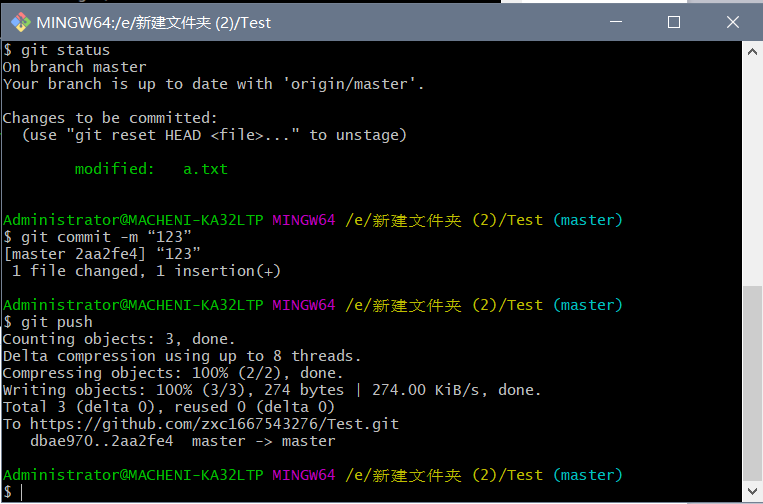 MINGW64:/e/新建文件夹 (2)/Test
$ git status
On branch master
Your branch is up to date with 'origin/master'.
Changes to be committed:
(use "git reset HEAD <file>..." to unstage)
modified: a.txt
Administrator@MACHENI-KA32LTP MINGW64 /e/新建文件夹 (2)/Test (master)
$ git commit -m “123”
[master 2aa2fe4] “123”
1 file changed, 1 insertion(+)
Administrator@MACHENI-KA32LTP MINGW64 /e/新建文件夹 (2)/Test (master)
$ git push
Counting objects: 3, done.
Delta compression using up to 8 threads.
Compressing objects: 100% (2/2), done.
Writing objects: 100% (3/3), 274 bytes | 274.00 KiB/s, done.
Total 3 (delta 0), reused 0 (delta 0)
To https://github.com/zxc1667543276/Test.git
dbae970..2aa2fe4 master -> master
Administrator@MACHENI-KA32LTP MINGW64 /e/新建文件夹 (2)/Test (master)
$